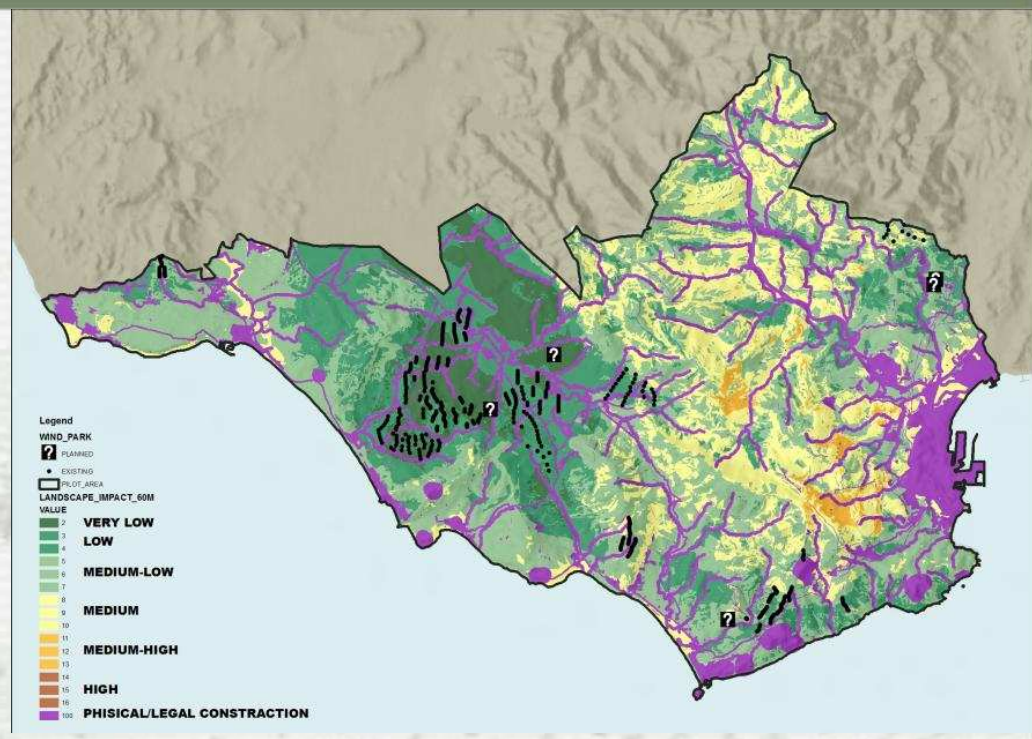 ?
?
?
?
Legend
WIND_PARK
? PLANNED
EXISTING
PILOT_AREA
LANDSCAPE_IMPACT_60M
VALUE
2 VERY LOW
3 LOW
4
5
6 MEDIUM-LOW
7
8
9 MEDIUM
10
11
12 MEDIUM-HIGH
13
14
15 HIGH
16
100 PHISICAL/LEGAL CONSTRACTION